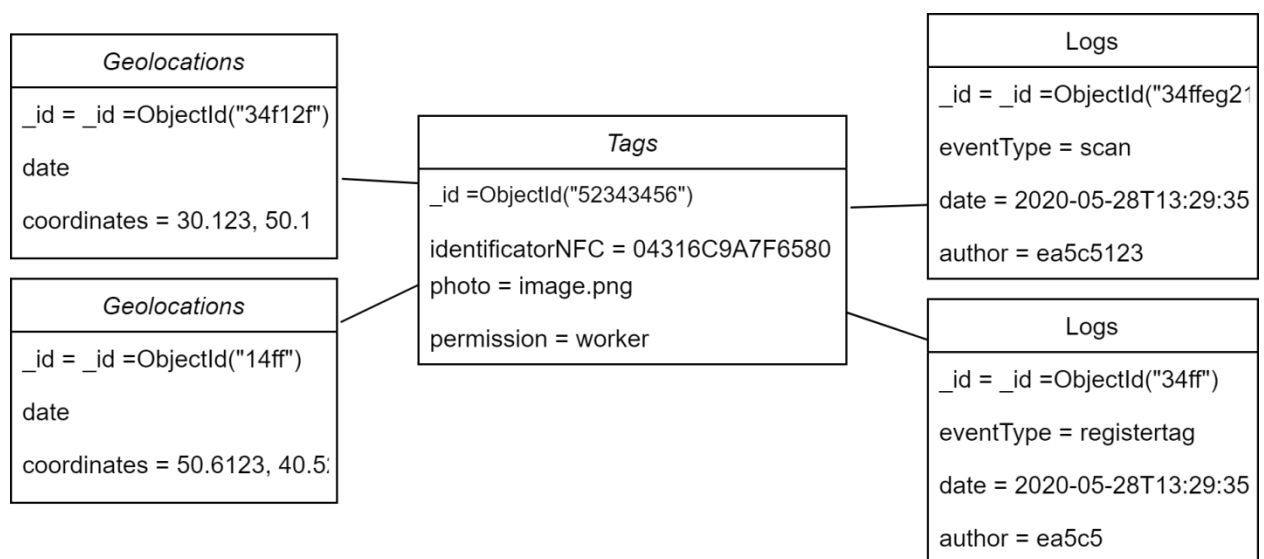 Geolocations
_id = _id =ObjectId("34f12f")
date
coordinates = 30.123, 50.1
Geolocations
_id = _id =ObjectId("14ff")
date
coordinates = 50.6123, 40.52
Tags
_id =ObjectId("52343456")
identificatorNFC = 04316C9A7F6580
photo = image.png
permission = worker
Logs
_id = _id =ObjectId("34ffeg21
eventType = scan
date = 2020-05-28T13:29:35
author = ea5c5123
Logs
_id = _id =ObjectId("34ff")
eventType = registertag
date = 2020-05-28T13:29:35
author = ea5c5